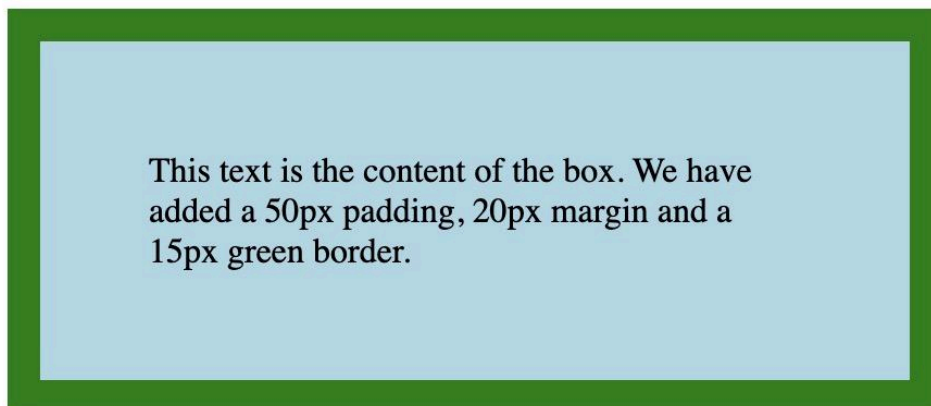 This text is the content of the box. We have
added a 50px padding, 20px margin and a
15px green border.